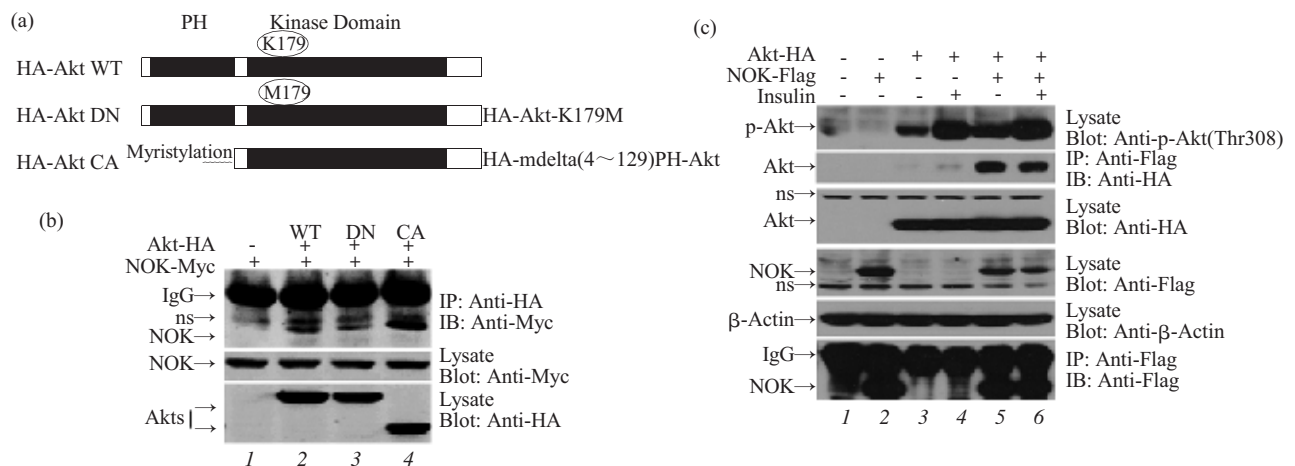 (a)
PH Kinase Domain
K179
HA-Akt WT
M179
HA-Akt DN HA-Akt-K179M
HA-Akt CA Myristylation HA-mdelta(4～129)PH-Akt
(b)
WT DN CA
Akt-HA - + + +
NOK-Myc + + + +
IgG→ IP: Anti-HA
ns→ IB: Anti-Myc
NOK→
NOK→ Lysate
Blot: Anti-Myc
Akts →
→
Lysate
Blot: Anti-HA
1 2 3 4
(c)
Akt-HA - - + + + +
NOK-Flag - + - - + +
Insulin - - - + - +
p-Akt→ Lysate
Blot: Anti-p-Akt(Thr308)
Akt→ IP: Anti-Flag
IB: Anti-HA
ns→
Akt→ Lysate
Blot: Anti-HA
NOK→ Lysate
ns→ Blot: Anti-Flag
β-Actin→ Lysate
Blot: Anti-β-Actin
IgG→ IP: Anti-Flag
NOK→ IB: Anti-Flag
1 2 3 4 5 6